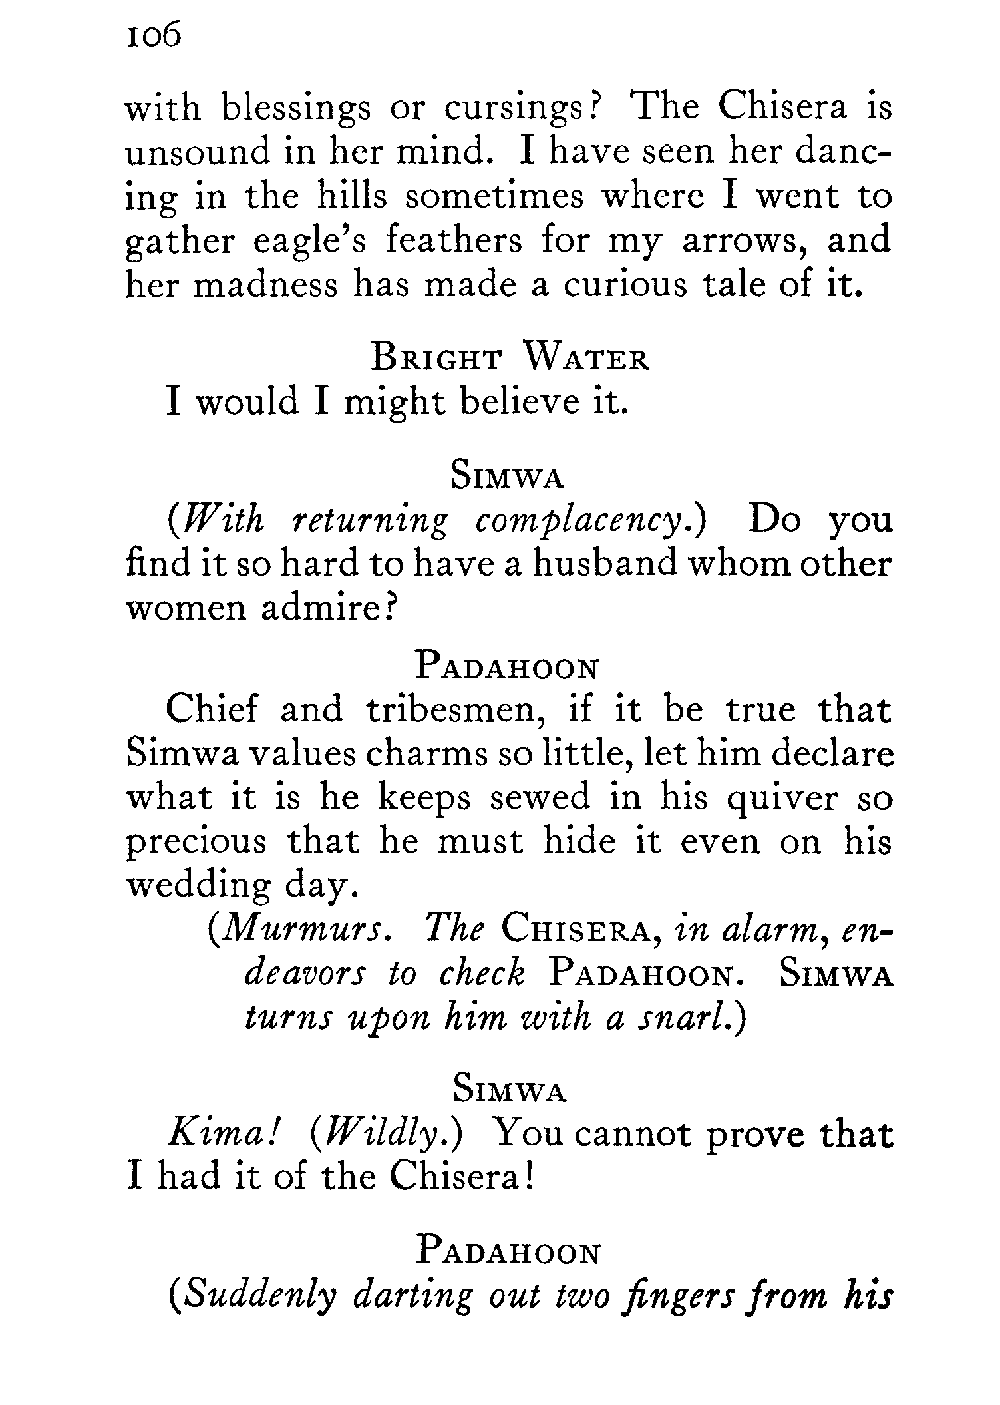 106
with blessings or cursings? The Chisera is
unsound in her mind. I have seen her danc-
ing in the hills sometimes where I went to
gather eagle's feathers for my arrows, and
her madness has made a curious tale of it.
BRIGHT WATER
I would I might believe it.
SIMWA
(With returning complacency.) Do you
find it so hard to have a husband whom other
women admire?
PADAHOON
Chief and tribesmen, if it be true that
Simwa values charms so little, let him declare
what it is he keeps sewed in his quiver so
precious that he must hide it even on his
wedding day.
(Murmurs. The CHISERA, in alarm, en-
deavors to check PADAHOON. SIMWA
turns upon him with a snarl.)
SIMWA
Kima! (Wildly.) You cannot prove that
I had it of the Chisera!
PADAHOON
(Suddenly darting out two fingers from his